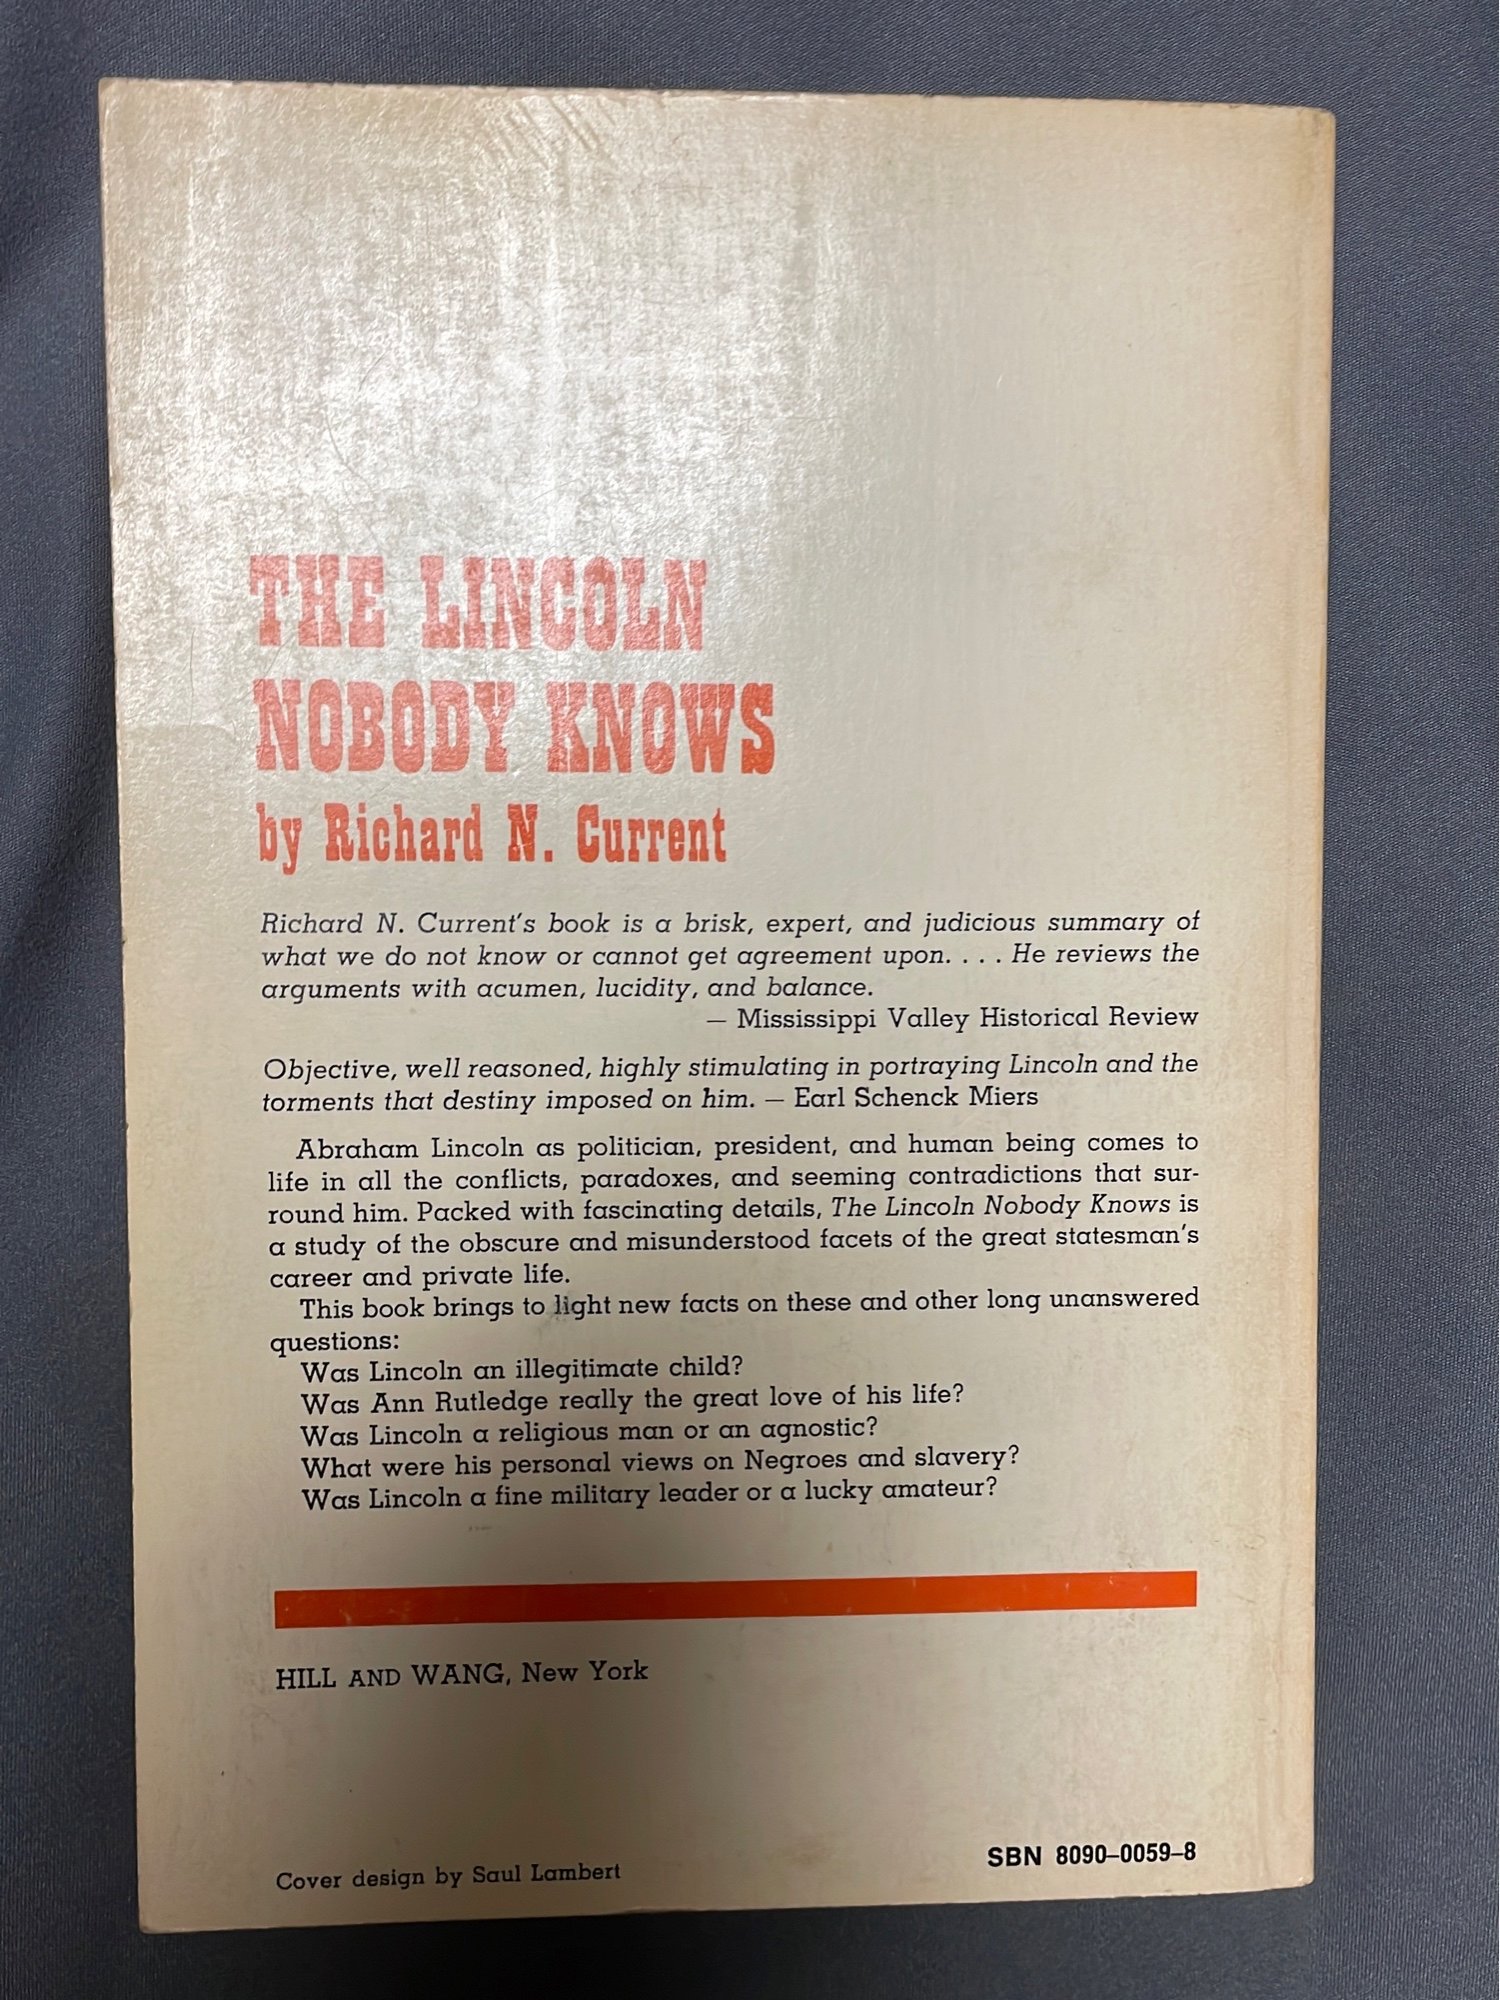 THE LINCOLN
NOBODY KNOWS
by Richard N. Current
Richard N. Current's book is a brisk, expert, and judicious summary of
what we do not know or cannot get agreement upon. . . . He reviews the
arguments with acumen, lucidity, and balance.
— Mississippi Valley Historical Review
Objective, well reasoned, highly stimulating in portraying Lincoln and the
torments that destiny imposed on him. — Earl Schenck Miers
Abraham Lincoln as politician, president, and human being comes to
life in all the conflicts, paradoxes, and seeming contradictions that sur-
round him. Packed with fascinating details, The Lincoln Nobody Knows is
a study of the obscure and misunderstood facets of the great statesman's
career and private life.
This book brings to light new facts on these and other long unanswered
questions:
Was Lincoln an illegitimate child?
Was Ann Rutledge really the great love of his life?
Was Lincoln a religious man or an agnostic?
What were his personal views on Negroes and slavery?
Was Lincoln a fine military leader or a lucky amateur?
HILL AND WANG, New York
Cover design by Saul Lambert
SBN 8090–0059–8